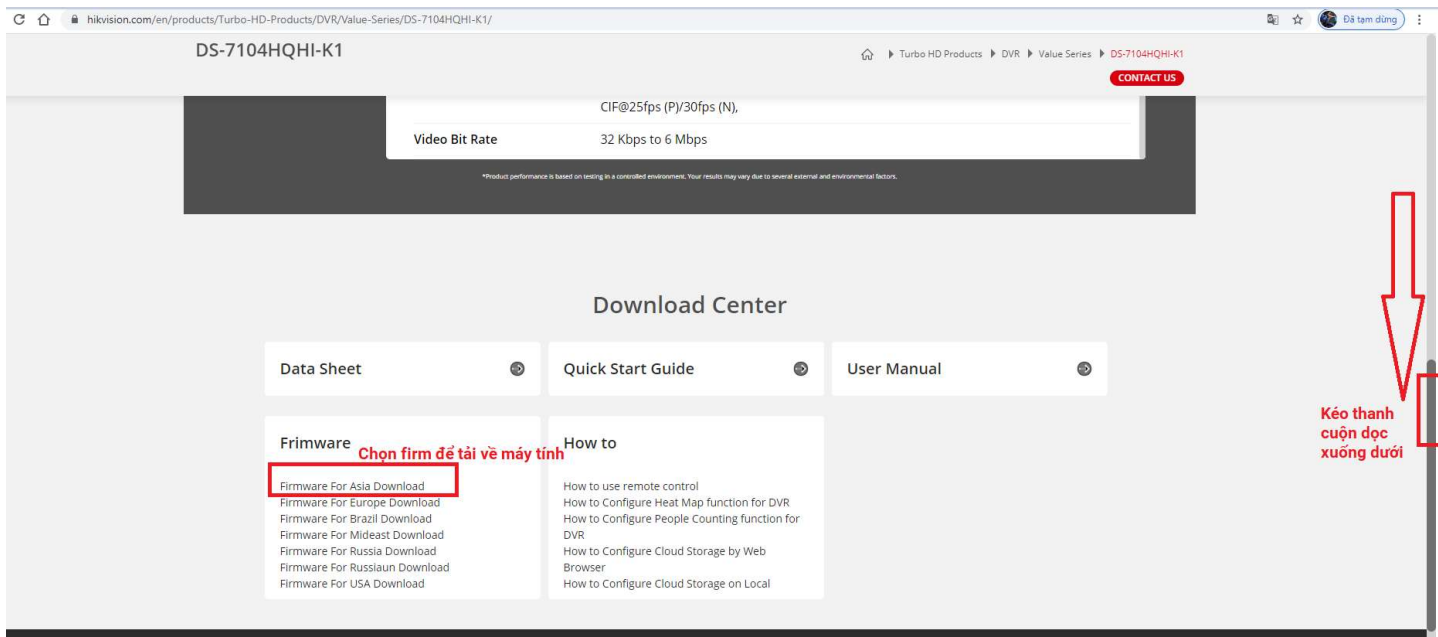 hikvision.com/en/products/Turbo-HD-Products/DVR/Value-Series/DS-7104HQHI-K1/
Đã tạm dừng
DS-7104HQHI-K1
Turbo HD Products
DVR
Value Series
DS-7104HQHI-K1
CONTACT US
CIF@25fps (P)/30fps (N),
Video Bit Rate
32 Kbps to 6 Mbps
*Product performance is based on testing in a controlled environment. Your results may vary due to several external and environmental factors.
Download Center
Data Sheet
Quick Start Guide
User Manual
Kéo thanh
cuộn dọc
xuống dưới
Frimware
Chọn firm để tải về máy tính
Firmware For Asia Download
Firmware For Europe Download
Firmware For Brazil Download
Firmware For Mideast Download
Firmware For Russia Download
Firmware For Russiaun Download
Firmware For USA Download
How to
How to use remote control
How to Configure Heat Map function for DVR
How to Configure People Counting function for
DVR
How to Configure Cloud Storage by Web
Browser
How to Configure Cloud Storage on Local